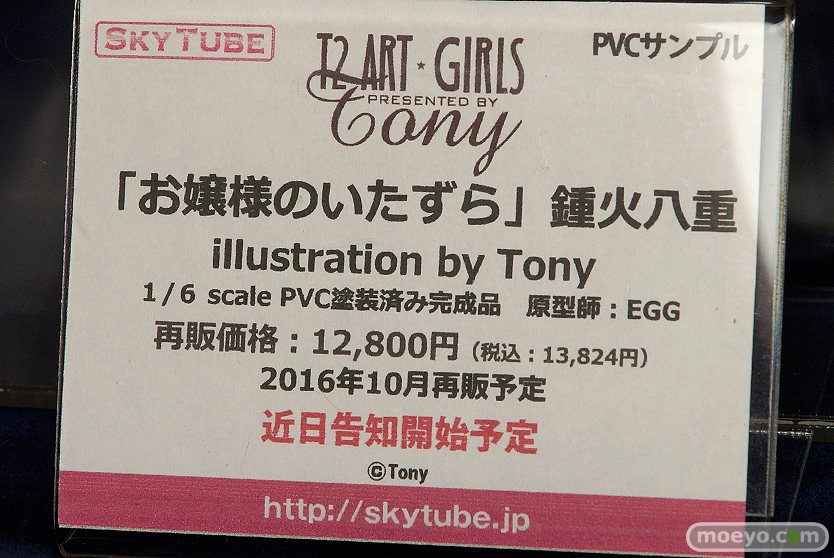 SKYTUBE
T2 ART★GIRLS
PRESENTED BY
Tony
PVCサンプル
「お嬢様のいたずら」鍾火八重
illustration by Tony
1/6 scale PVC塗装済み完成品 原型師:EGG
再販価格:12,800円(税込:13,824円)
2016年10月再販予定
近日告知開始予定
©Tony
http://skytube.jp
moeyo.com